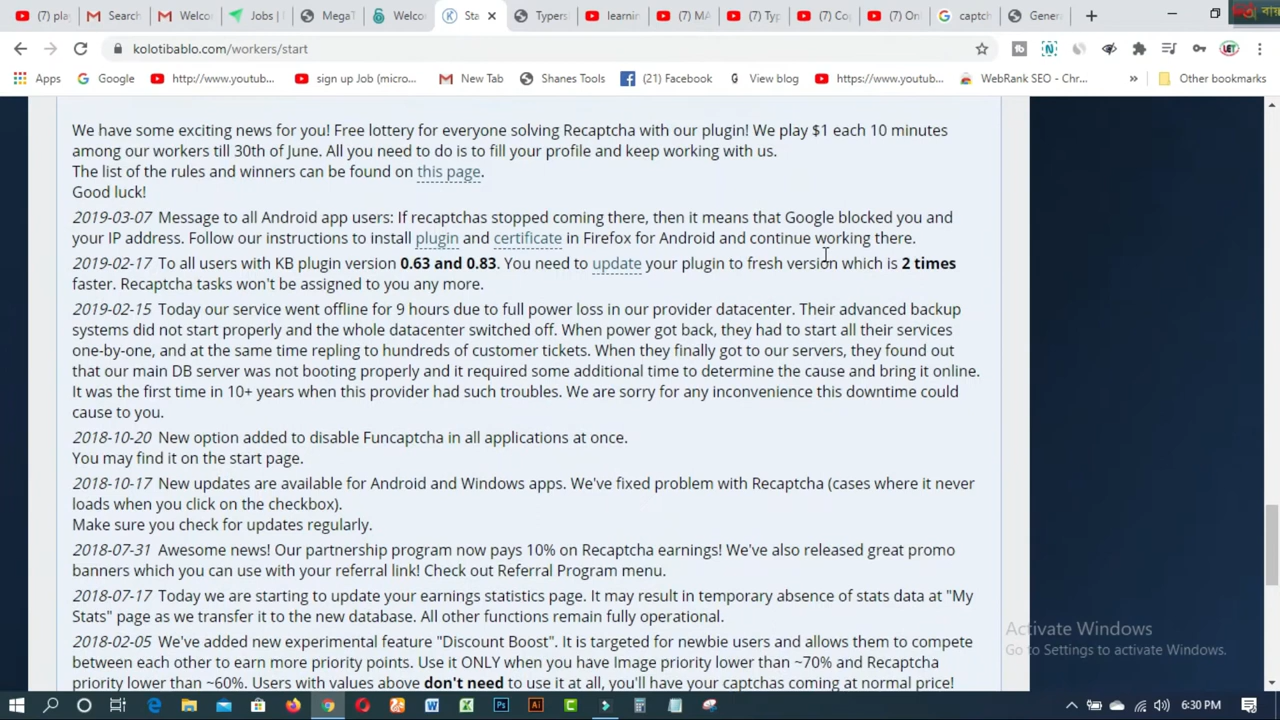 (7) pla
Search
Welco
Jobs |
MegaT
Welco
Sta
Typers
learnin
(7) MA
(7) Typ
(7) Co
(7) On
captch
Gener
kolotibablo.com/workers/start
Apps
Google
http://www.youtub...
sign up Job (micro...
New Tab
Shanes Tools
(21) Facebook
View blog
https://www.youtu...
WebRank SEO - Chr...
»
Other bookmarks
We have some exciting news for you! Free lottery for everyone solving Recaptcha with our plugin! We play $1 each 10 minutes
among our workers till 30th of June. All you need to do is to fill your profile and keep working with us.
The list of the rules and winners can be found on this page.
Good luck!
2019-03-07 Message to all Android app users: If recaptchas stopped coming there, then it means that Google blocked you and
your IP address. Follow our instructions to install plugin and certificate in Firefox for Android and continue working there.
2019-02-17 To all users with KB plugin version 0.63 and 0.83. You need to update your plugin to fresh version which is 2 times
faster. Recaptcha tasks won't be assigned to you any more.
2019-02-15 Today our service went offline for 9 hours due to full power loss in our provider datacenter. Their advanced backup
systems did not start properly and the whole datacenter switched off. When power got back, they had to start all their services
one-by-one, and at the same time repling to hundreds of customer tickets. When they finally got to our servers, they found out
that our main DB server was not booting properly and it required some additional time to determine the cause and bring it online.
It was the first time in 10+ years when this provider had such troubles. We are sorry for any inconvenience this downtime could
cause to you.
2018-10-20 New option added to disable Funcaptcha in all applications at once.
You may find it on the start page.
2018-10-17 New updates are available for Android and Windows apps. We've fixed problem with Recaptcha (cases where it never
loads when you click on the checkbox).
Make sure you check for updates regularly.
2018-07-31 Awesome news! Our partnership program now pays 10% on Recaptcha earnings! We've also released great promo
banners which you can use with your referral link! Check out Referral Program menu.
2018-07-17 Today we are starting to update your earnings statistics page. It may result in temporary absence of stats data at "My
Stats" page as we transfer it to the new database. All other functions remain fully operational.
2018-02-05 We've added new experimental feature "Discount Boost". It is targeted for newbie users and allows them to compete
between each other to earn more priority points. Use it ONLY when you have Image priority lower than ~70% and Recaptcha
priority lower than ~60%. Users with values above don't need to use it at all, you'll have your captchas coming at normal price!
Activate Windows
Go to Settings to activate Windows.
6:30 PM